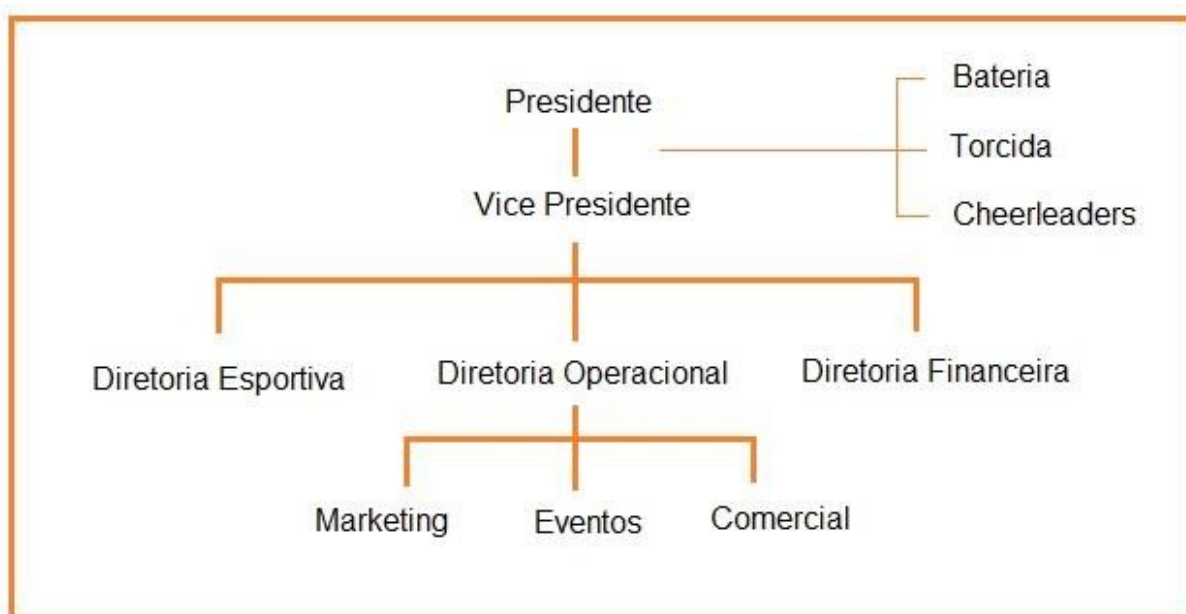 Presidente
Bateria
Torcida
Cheerleaders
Vice Presidente
Diretoria Esportiva
Diretoria Operacional
Diretoria Financeira
Marketing
Eventos
Comercial